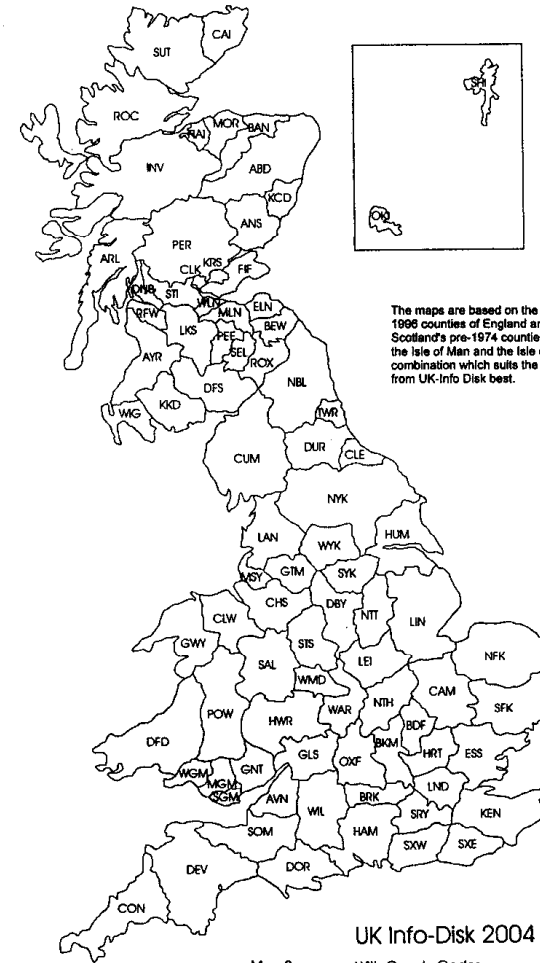 CAI
SUT
SHI
ROC
MOR
BAN
NAI
INV
ABD
KCD
OKI
ANS
PER
ARL
KRS
CLK
FIF
STI
RFW
MLN
ELN
BEW
LKS
PEE
SEL
ROX
AYR
DFS
NBL
KKD
WIG
TWR
The maps are based on the
1996 counties of England an
Scotland's pre-1974 countie
the Isle of Man and the Isle o
combination which suits the
from UK-Info Disk best.
DUR
CLE
CUM
NYK
LAN
WYK
HUM
MSY
GTM
SYK
CHS
DBY
NTT
LIN
CLW
GWY
STS
SAL
LEI
NFK
WMD
CAM
POW
HWR
WAR
NTH
SFK
BDF
DFD
BKM
GLS
OXF
HRT
ESS
WGM
MGM
GNT
SGM
LND
AVN
BRK
WIL
SRY
KEN
SOM
HAM
SXW
SXE
DEV
DOR
CON
UK Info-Disk 2004